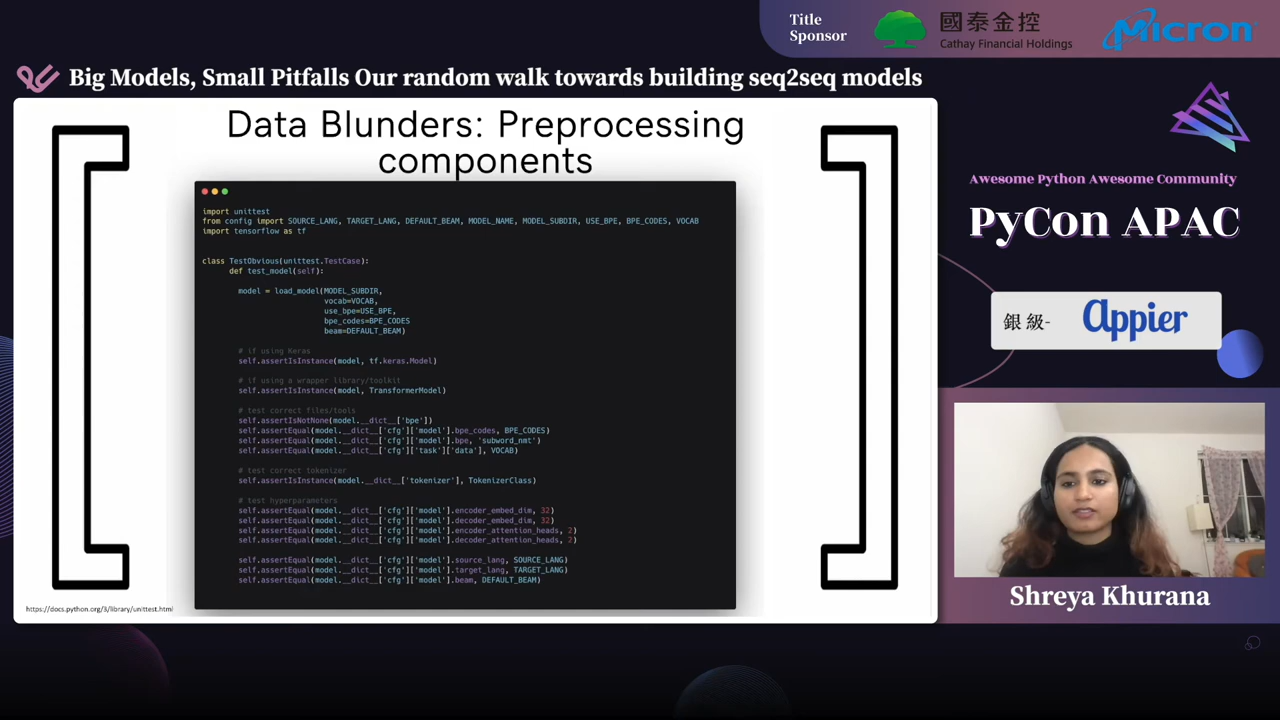 Title
Sponsor
國泰金控
Cathay Financial Holdings
Micron
Big Models, Small Pitfalls Our random walk towards building seq2seq models
Data Blunders: Preprocessing
components
import unittest
from config import SOURCE_LANG, TARGET_LANG, DEFAULT_BEAM, MODEL_NAME, MODEL_SUBDIR, USE_BPE, BPE_CODES, VOCAB
import tensorflow as tf
class TestObvious(unittest.TestCase):
def test_model(self):
model = load_model(MODEL_SUBDIR,
vocab=VOCAB,
use_bpe=USE_BPE,
bpe_codes=BPE_CODES
beam=DEFAULT_BEAM)
# if using Keras
self.assertIsInstance(model, tf.keras.Model)
# if using a wrapper library/toolkit
self.assertIsInstance(model, TransformerModel)
# test correct files/tools
self.assertIsNotNone(model.__dict__['bpe'])
self.assertEqual(model.__dict__['cfg']['model'].bpe_codes, BPE_CODES)
self.assertEqual(model.__dict__['cfg']['model'].bpe, 'subword_nmt')
self.assertEqual(model.__dict__['cfg']['task']['data'], VOCAB)
# test correct tokenizer
self.assertIsInstance(model.__dict__['tokenizer'], TokenizerClass)
# test hyperparameters
self.assertEqual(model.__dict__['cfg']['model'].encoder_embed_dim, 32)
self.assertEqual(model.__dict__['cfg']['model'].decoder_embed_dim, 32)
self.assertEqual(model.__dict__['cfg']['model'].encoder_attention_heads, 2)
self.assertEqual(model.__dict__['cfg']['model'].decoder_attention_heads, 2)
self.assertEqual(model.__dict__['cfg']['model'].source_lang, SOURCE_LANG)
self.assertEqual(model.__dict__['cfg']['model'].target_lang, TARGET_LANG)
self.assertEqual(model.__dict__['cfg']['model'].beam, DEFAULT_BEAM)
https://docs.python.org/3/library/unittest.html
Awesome Python Awesome Community
PyCon APAC
銀級- Appier
Shreya Khurana